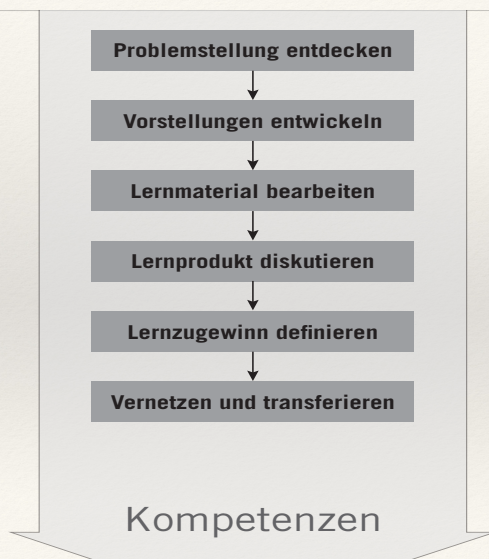 Problemstellung entdecken
Vorstellungen entwickeln
Lernmaterial bearbeiten
Lernprodukt diskutieren
Lernzugewinn definieren
Vernetzen und transferieren
Kompetenzen